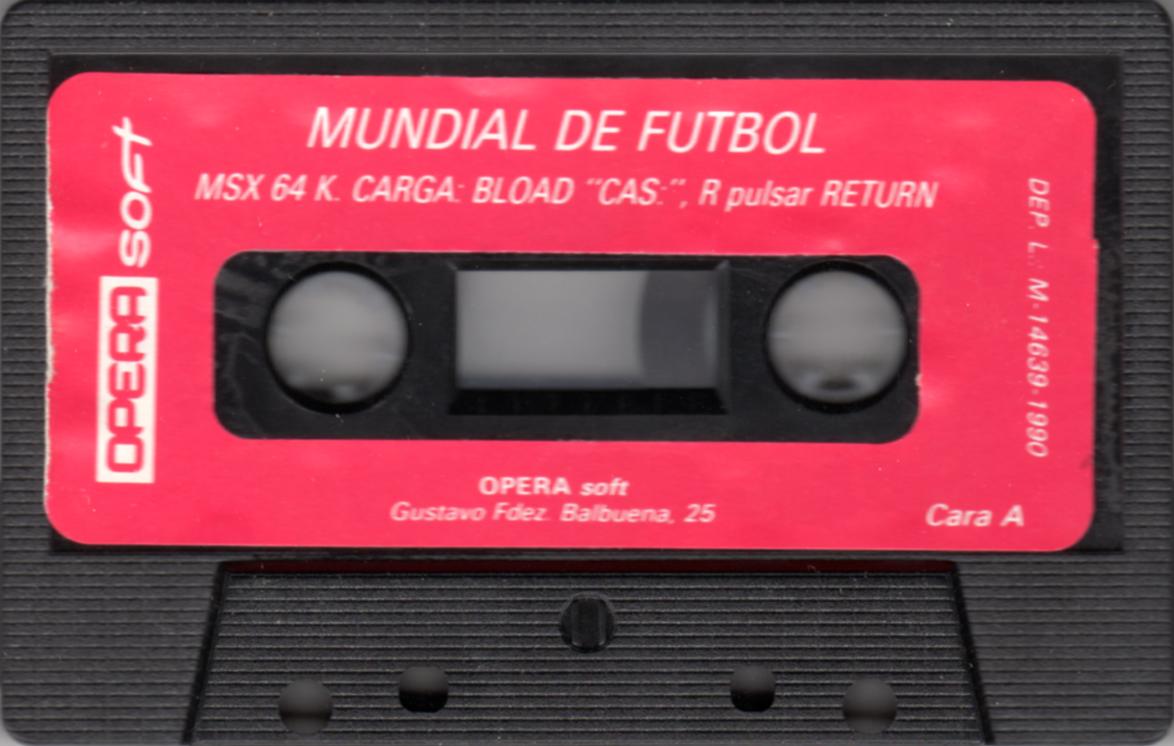 MUNDIAL DE FUTBOL
MSX 64 K. CARGA: BLOAD “CAS:”, R pulsar RETURN
OPERA soft
DEP. L.: M-14639-1990
OPERA soft
Gustavo Fdez. Balbuena, 25
Cara A